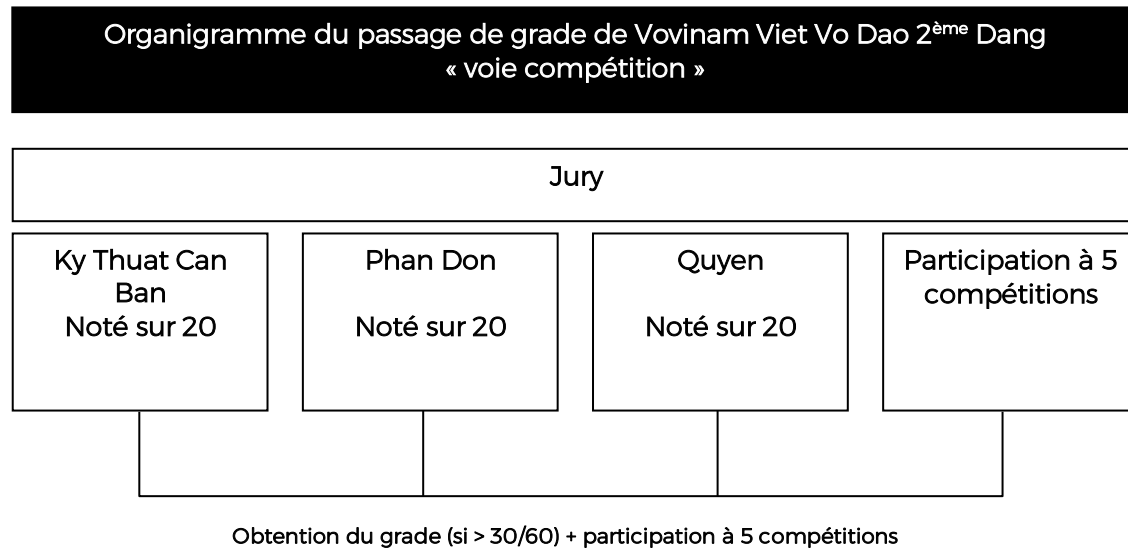 Organigramme du passage de grade de Vovinam Viet Vo Dao 2ème Dang
« voie compétition »
Jury
Ky Thuat Can
Ban
Noté sur 20
Phan Don
Noté sur 20
Quyen
Noté sur 20
Participation à 5
compétitions
Obtention du grade (si > 30/60) + participation à 5 compétitions